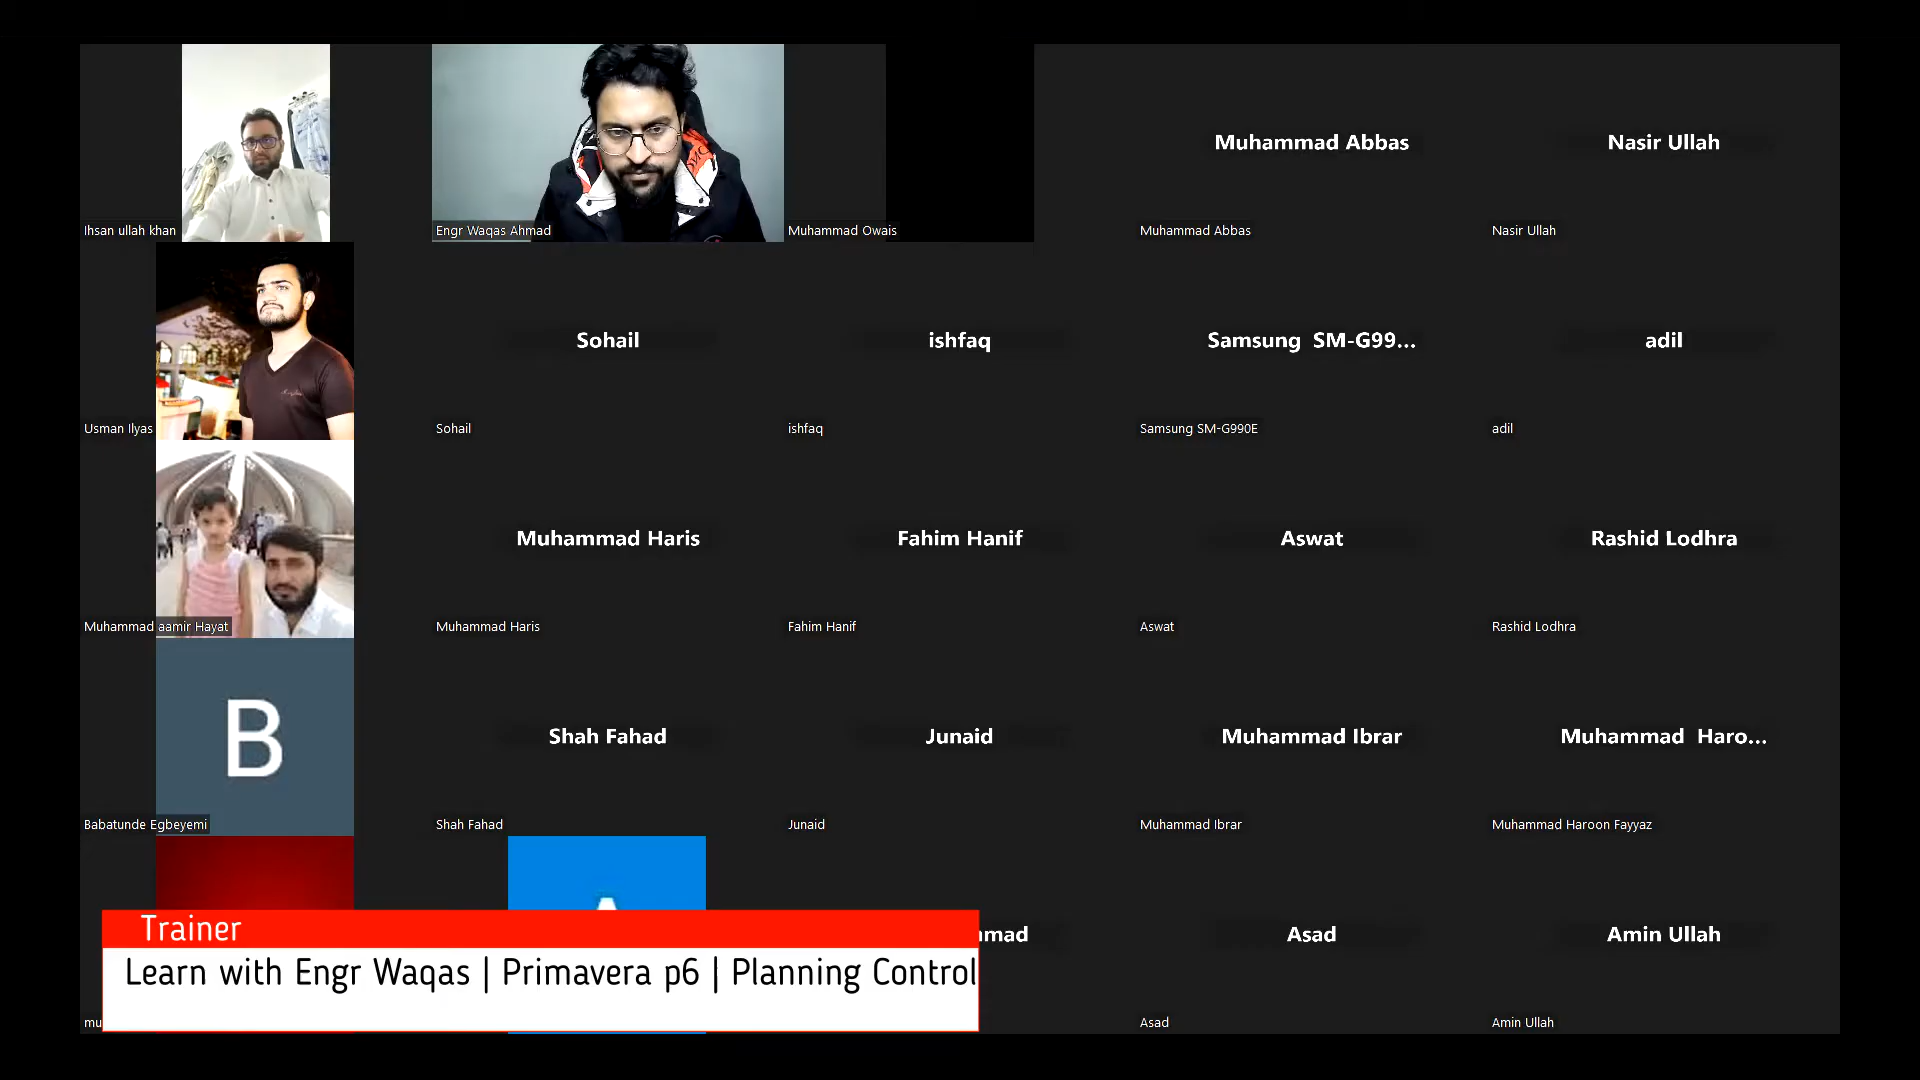 Muhammad Abbas
Nasir Ullah
Ihsan ullah khan
Engr Waqas Ahmad
Muhammad Owais
Muhammad Abbas
Nasir Ullah
Sohail
ishfaq
Samsung SM-G99...
adil
Usman Ilyas
Sohail
ishfaq
Samsung SM-G990E
adil
Muhammad Haris
Fahim Hanif
Aswat
Rashid Lodhra
Muhammad aamir Hayat
Muhammad Haris
Fahim Hanif
Aswat
Rashid Lodhra
B
Shah Fahad
Junaid
Muhammad Ibrar
Muhammad Haro...
Babatunde Egbeyemi
Shah Fahad
Junaid
Muhammad Ibrar
Muhammad Haroon Fayyaz
Trainer
Asad
Amin Ullah
Learn with Engr Waqas | Primavera p6 | Planning Control
Asad
Amin Ullah